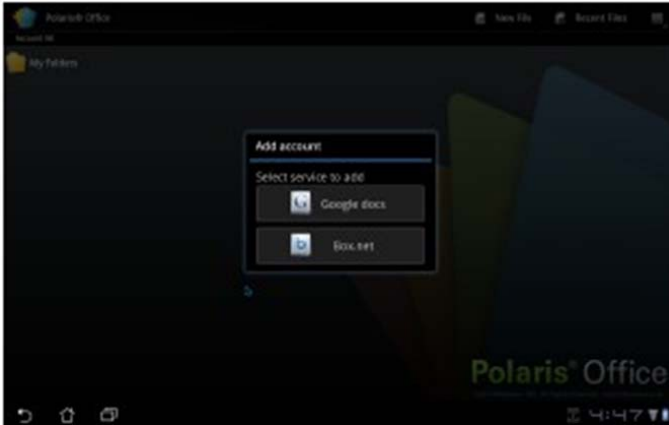 Polaris® Office
New File
Recent Files
My Folders
Add account
Select service to add
Google docs
Box.net
Polaris® Office
4:47